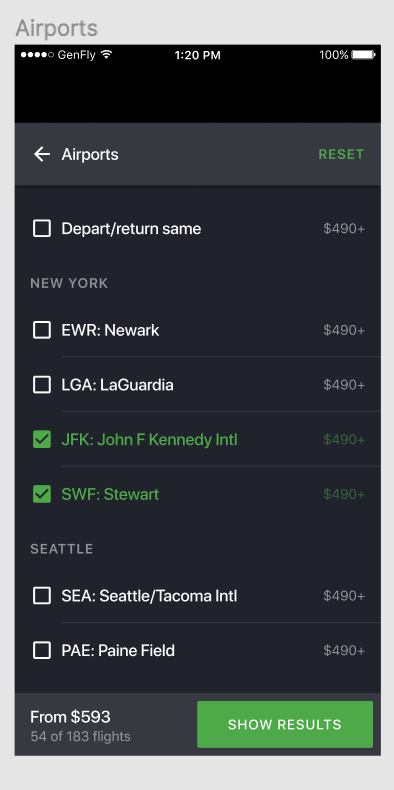 Airports
GenFly 1:20 PM 100%
Airports RESET
Depart/return same $490+
NEW YORK
EWR: Newark $490+
LGA: LaGuardia $490+
JFK: John F Kennedy Intl $490+
SWF: Stewart $490+
SEATTLE
SEA: Seattle/Tacoma Intl $490+
PAE: Paine Field $490+
From $593
54 of 183 flights
SHOW RESULTS